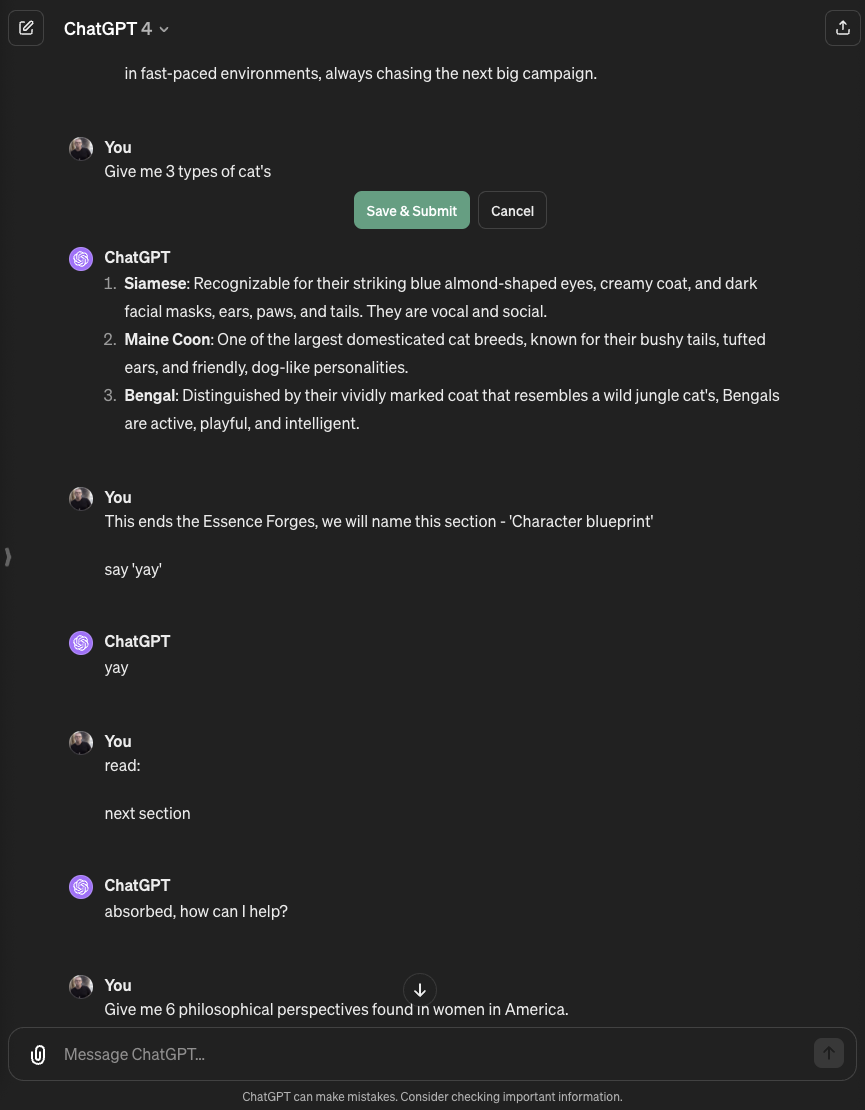 ChatGPT 4
in fast-paced environments, always chasing the next big campaign.
You
Give me 3 types of cat's
Save & Submit
Cancel
ChatGPT
1. Siamese: Recognizable for their striking blue almond-shaped eyes, creamy coat, and dark
facial masks, ears, paws, and tails. They are vocal and social.
2. Maine Coon: One of the largest domesticated cat breeds, known for their bushy tails, tufted
ears, and friendly, dog-like personalities.
3. Bengal: Distinguished by their vividly marked coat that resembles a wild jungle cat's, Bengals
are active, playful, and intelligent.
You
This ends the Essence Forges, we will name this section - 'Character blueprint'
say 'yay'
ChatGPT
yay
You
read:
next section
ChatGPT
absorbed, how can I help?
You
Give me 6 philosophical perspectives found in women in America.
Message ChatGPT...
ChatGPT can make mistakes. Consider checking important information.